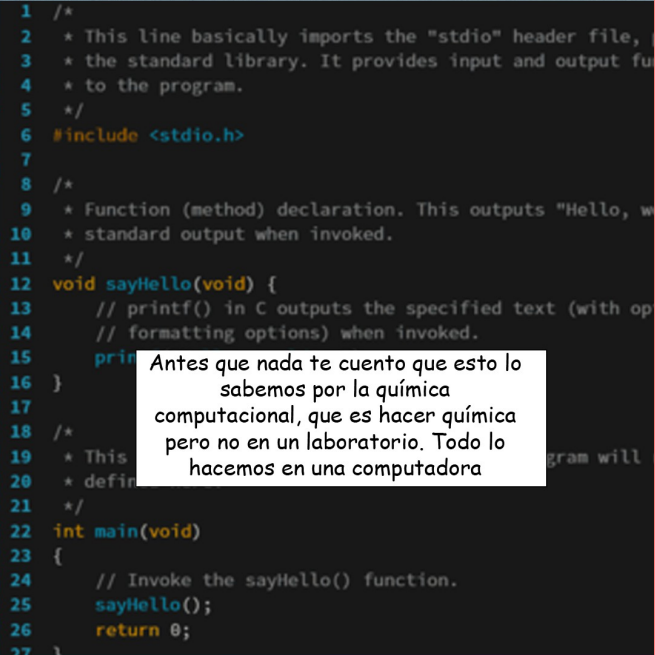 1 /*
2 * This line basically imports the "stdio" header file,
3 * the standard library. It provides input and output
4 * to the program.
5 */
6 #include <stdio.h>
7
8 /*
9 * Function (method) declaration. This outputs "Hello,
10 * standard output when invoked.
11 */
12 void sayHello(void) {
13 // printf() in C outputs the specified text (with
14 // formatting options) when invoked.
15
16 }
17
18 /*
19 * This gram will
20 *
21 */
22 int main(void)
23 {
24 // Invoke the sayHello() function.
25 sayHello();
26 return 0;
27 }
Antes que nada te cuento que esto lo
sabemos por la química
computacional, que es hacer química
pero no en un laboratorio. Todo lo
hacemos en una computadora